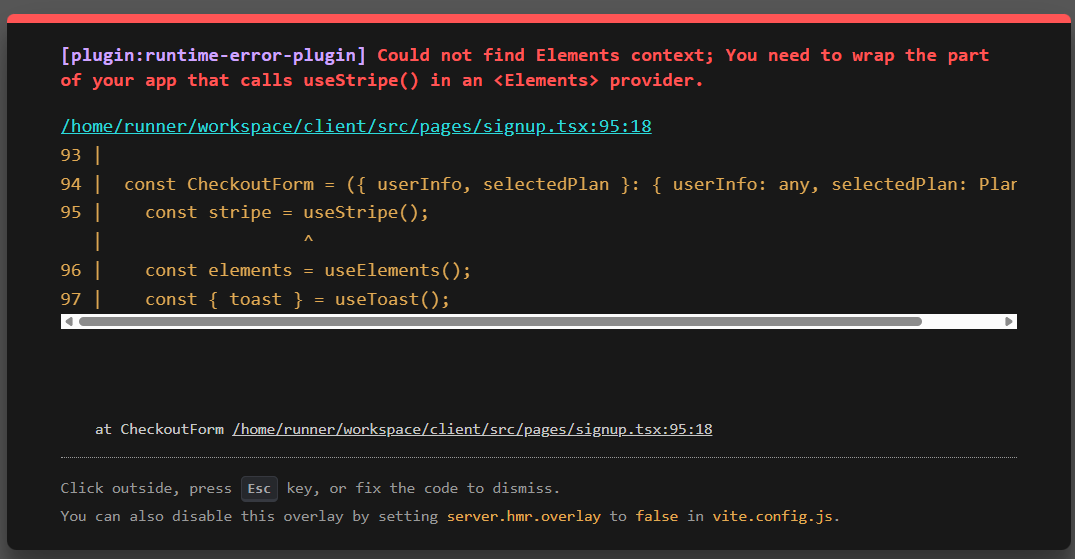 [plugin:runtime-error-plugin] Could not find Elements context; You need to wrap the part
of your app that calls useStripe() in an <Elements> provider.
/home/runner/workspace/client/src/pages/signup.tsx:95:18
93 |
94 |  const CheckoutForm = ({ userInfo, selectedPlan }: { userInfo: any, selectedPlan: Plan
95 |    const stripe = useStripe();
   |                   ^
96 |    const elements = useElements();
97 |    const { toast } = useToast();
at CheckoutForm /home/runner/workspace/client/src/pages/signup.tsx:95:18
Click outside, press Esc key, or fix the code to dismiss.
You can also disable this overlay by setting server.hmr.overlay to false in vite.config.js.